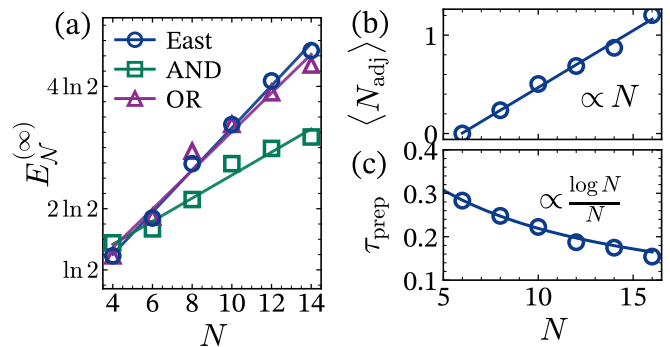 (a)
East
AND
OR
4 ln 2
2 ln 2
ln 2
E_𝒩^(∞)
4 6 8 10 12 14
N
(b)
1
0
⟨N_adj⟩
∝ N
(c)
0.4
0.3
0.2
0.1
τ_prep
∝ log N / N
5 10 15
N